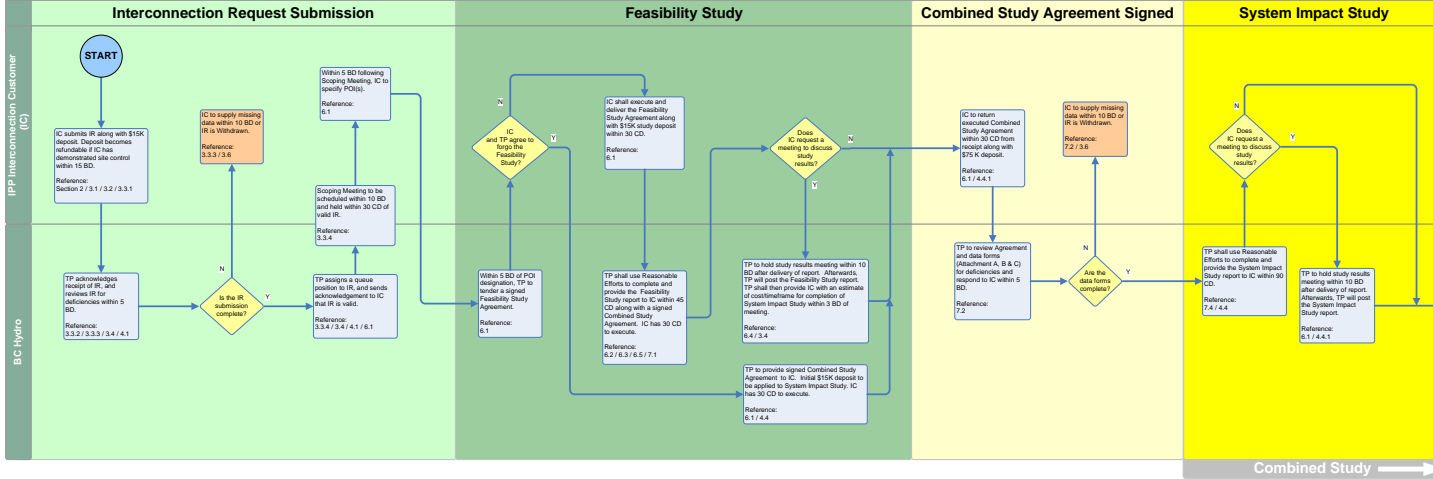 Interconnection Request Submission
Feasibility Study
Combined Study Agreement Signed
System Impact Study
IPP Interconnection Customer
(IC)
BC Hydro
START
IC submits IR along with $15K
deposit. Deposit becomes
refundable if IC has
demonstrated site control
within 15 BD.
Reference:
Section 2 / 3.1 / 3.2 / 3.3.1
TP acknowledges
receipt of IR, and
reviews IR for
deficiencies within 5
BD.
Reference:
3.3.2 / 3.3.3 / 3.4 / 4.1
IC to supply missing
data within 10 BD or
IR is Withdrawn.
Reference:
3.3.3 / 3.6
N
Is the IR
submission
complete?
Y
Within 5 BD following
Scoping Meeting, IC to
specify POI(s).
Reference:
6.1
Scoping Meeting to be
scheduled within 10 BD
and held within 30 CD of
valid IR.
Reference:
3.3.4
TP assigns a queue
position to IR, and sends
acknowledgement to IC
that IR is valid.
Reference:
3.3.4 / 3.4 / 4.1 / 6.1
N
IC
and TP agree to
forgo the
Feasibility
Study?
Y
Within 5 BD of POI
designation, TP to
tender a signed
Feasibility Study
Agreement.
Reference:
6.1
IC shall execute and
deliver the Feasibility
Study Agreement along
with $15K study deposit
within 30 CD.
Reference:
6.1
TP shall use Reasonable
Efforts to complete and
provide the Feasibility
Study report to IC within 45
CD along with a signed
Combined Study
Agreement. IC has 30 CD
to execute.
Reference:
6.2 / 6.3 / 6.5 / 7.1
Does
IC request a
meeting to discuss
study
results?
N
Y
TP to hold study results meeting within 10
BD after delivery of report. Afterwards,
TP will post the Feasibility Study report.
TP shall then provide IC with an estimate
of cost/timeframe for completion of
System Impact Study within 3 BD of
meeting.
Reference:
6.4 / 3.4
TP to provide signed Combined Study
Agreement to IC. Initial $15K deposit to
be applied to System Impact Study. IC
has 30 CD to execute.
Reference:
6.1 / 4.4
IC to return
executed Combined
Study Agreement
within 30 CD from
receipt along with
$75 K deposit.
Reference:
6.1 / 4.4.1
TP to review Agreement
and data forms
(Attachment A, B & C)
for deficiencies and
respond to IC within 5
BD.
Reference:
7.2
IC to supply missing
data within 10 BD or
IR is Withdrawn.
Reference:
7.2 / 3.6
N
Are the
data forms
complete?
Y
Does
IC request a
meeting to discuss
study
results?
N
Y
TP shall use Reasonable
Efforts to complete and
provide the System Impact
Study report to IC within 90
CD.
Reference:
7.4 / 4.4
TP to hold study results
meeting within 10 BD
after delivery of report.
Afterwards, TP will post
the System Impact
Study report.
Reference:
6.1 / 4.4.1
Combined Study